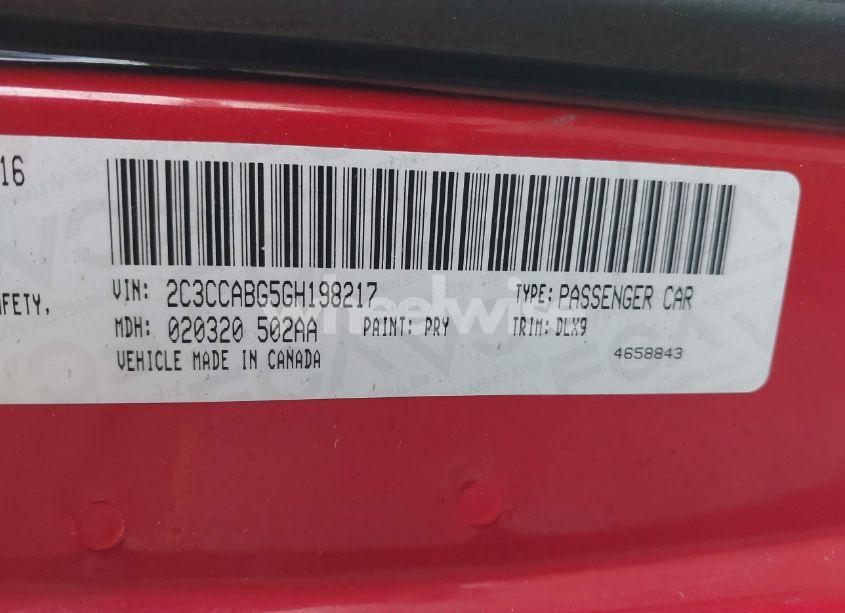 16
VIN: 2C3CCABG5GH198217 TYPE: PASSENGER CAR
AFETY,
MDH: 020320 502AA PAINT: PRY TRIM: DLX9
VEHICLE MADE IN CANADA 4658843
wheelwise